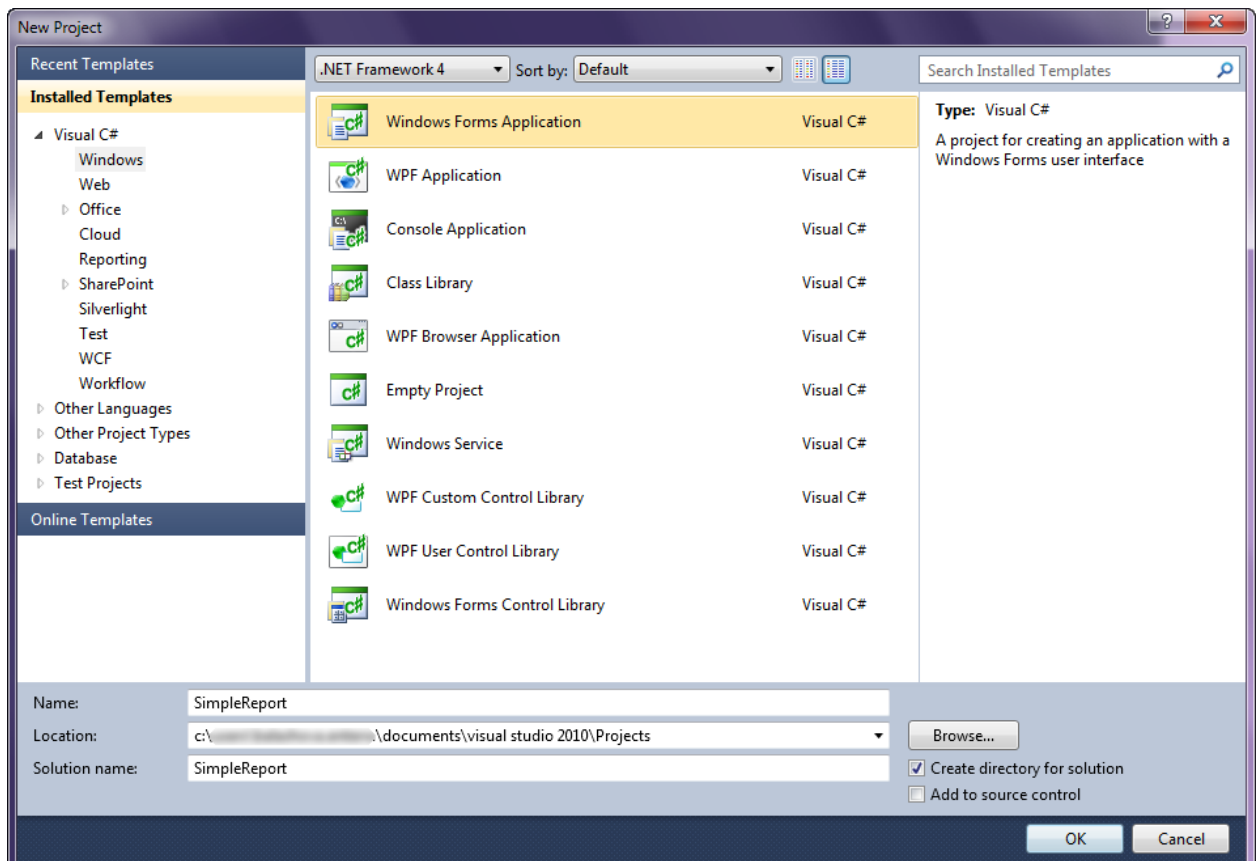 New Project
Recent Templates
Installed Templates
Visual C#
Windows
Web
Office
Cloud
Reporting
SharePoint
Silverlight
Test
WCF
Workflow
Other Languages
Other Project Types
Database
Test Projects
Online Templates
.NET Framework 4
Sort by: Default
Windows Forms Application Visual C#
WPF Application Visual C#
Console Application Visual C#
Class Library Visual C#
WPF Browser Application Visual C#
Empty Project Visual C#
Windows Service Visual C#
WPF Custom Control Library Visual C#
WPF User Control Library Visual C#
Windows Forms Control Library Visual C#
Search Installed Templates
Type: Visual C#
A project for creating an application with a
Windows Forms user interface
Name: SimpleReport
Location: c:\ \documents\visual studio 2010\Projects
Browse...
Solution name: SimpleReport
Create directory for solution
Add to source control
OK
Cancel